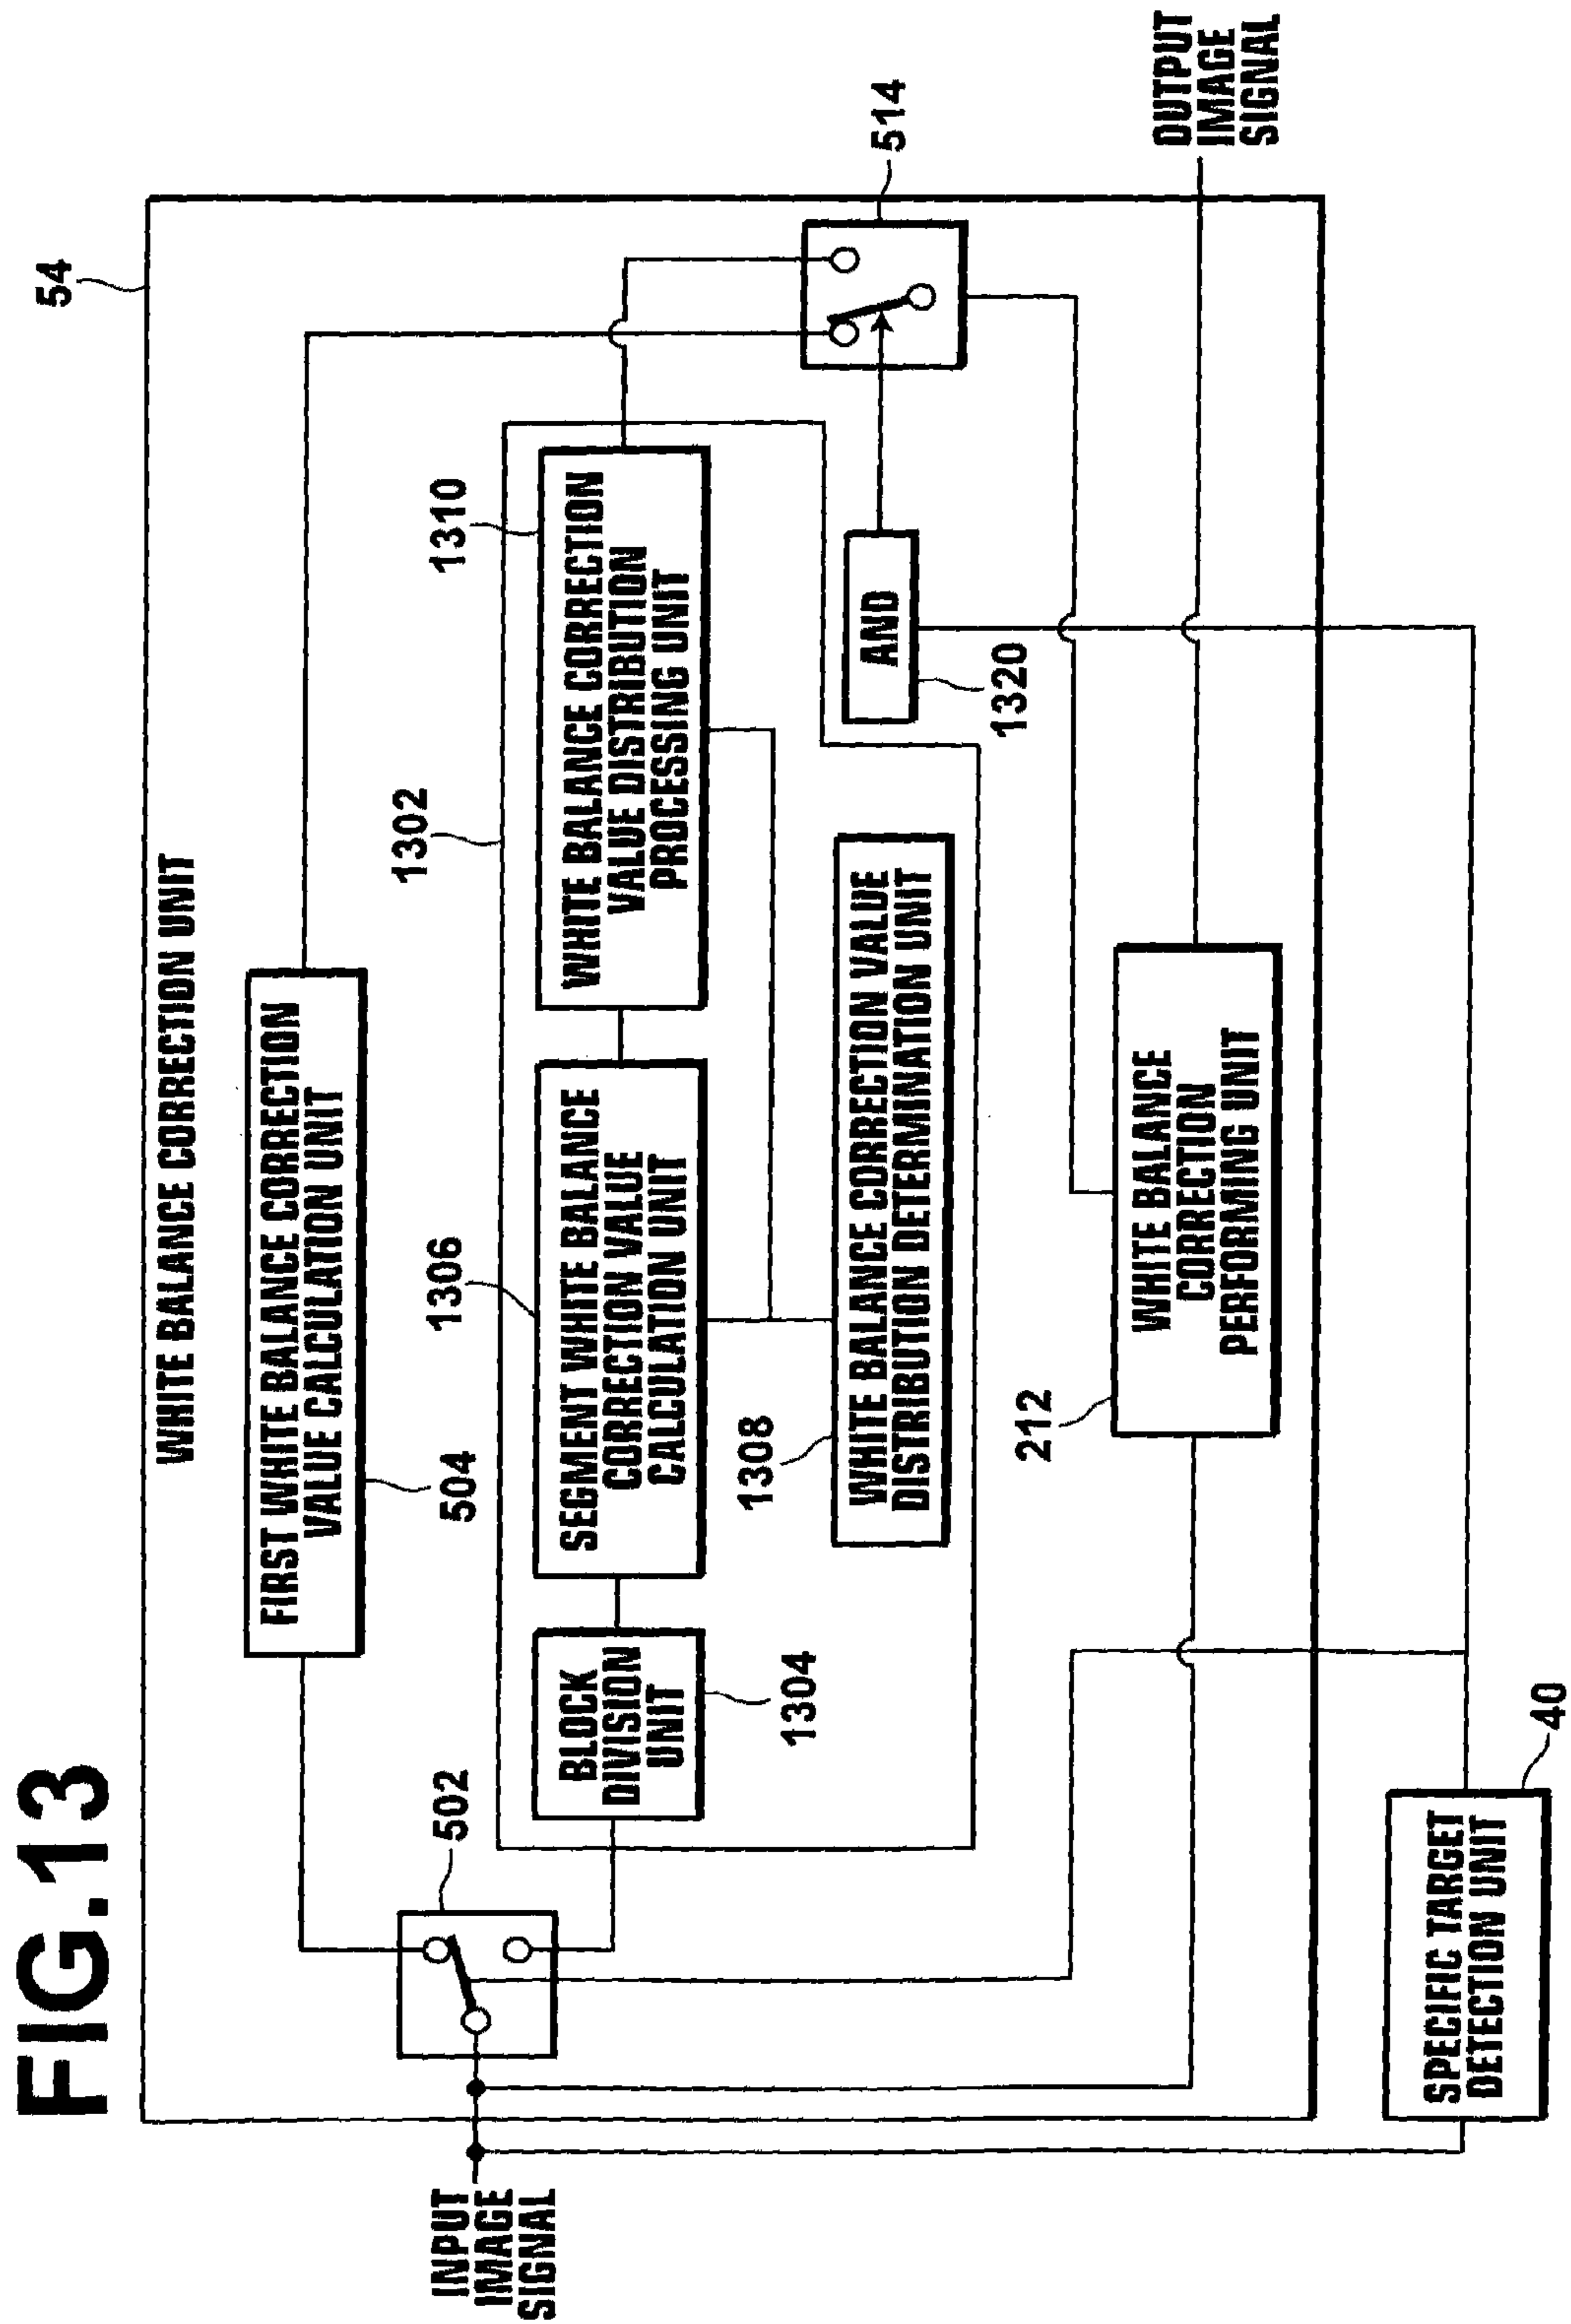 FIG.13
54
WHITE BALANCE CORRECTION UNIT
FIRST WHITE BALANCE CORRECTION
VALUE CALCULATION UNIT
504
1302
1310
502
1306
BLOCK
DIVISION
UNIT
1304
SEGMENT WHITE BALANCE
CORRECTION VALUE
CALCULATION UNIT
WHITE BALANCE CORRECTION
VALUE DISTRIBUTION
PROCESSING UNIT
INPUT
IMAGE
SIGNAL
1308
WHITE BALANCE CORRECTION VALUE
DISTRIBUTION DETERMINATION UNIT
AND
1320
514
212
WHITE BALANCE
CORRECTION
PERFORMING UNIT
OUTPUT
IMAGE
SIGNAL
SPECIFIC TARGET
DETECTION UNIT
40